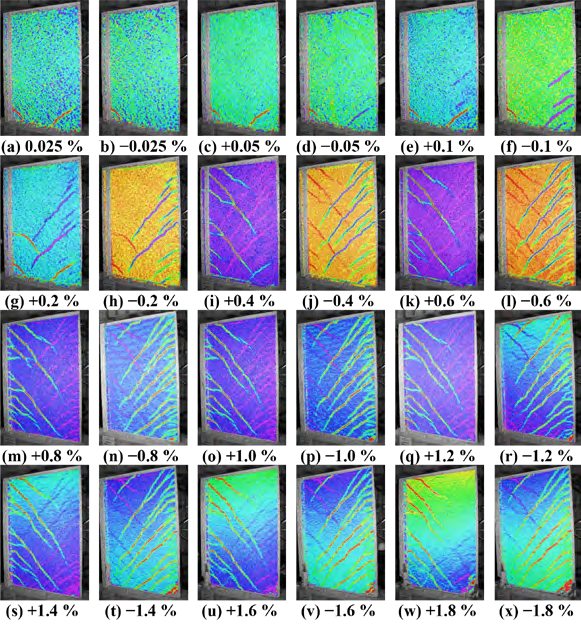 (a) 0.025 % b) −0.025 % (c) +0.05 % (d) −0.05 % (e) +0.1 % (f) −0.1 %
(g) +0.2 % (h) −0.2 % (i) +0.4 % (j) −0.4 % (k) +0.6 % (l) −0.6 %
(m) +0.8 % (n) −0.8 % (o) +1.0 % (p) −1.0 % (q) +1.2 % (r) −1.2 %
(s) +1.4 % (t) −1.4 % (u) +1.6 % (v) −1.6 % (w) +1.8 % (x) −1.8 %